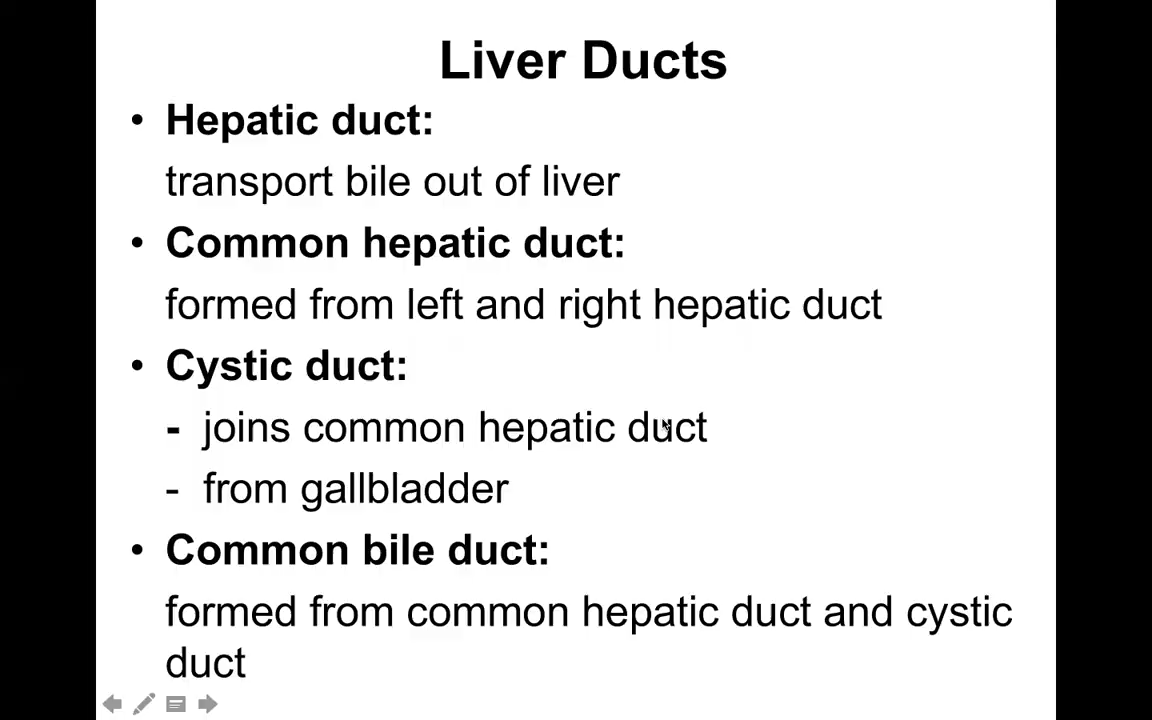 Liver Ducts
• Hepatic duct:
transport bile out of liver
• Common hepatic duct:
formed from left and right hepatic duct
• Cystic duct:
- joins common hepatic duct
- from gallbladder
• Common bile duct:
formed from common hepatic duct and cystic
duct